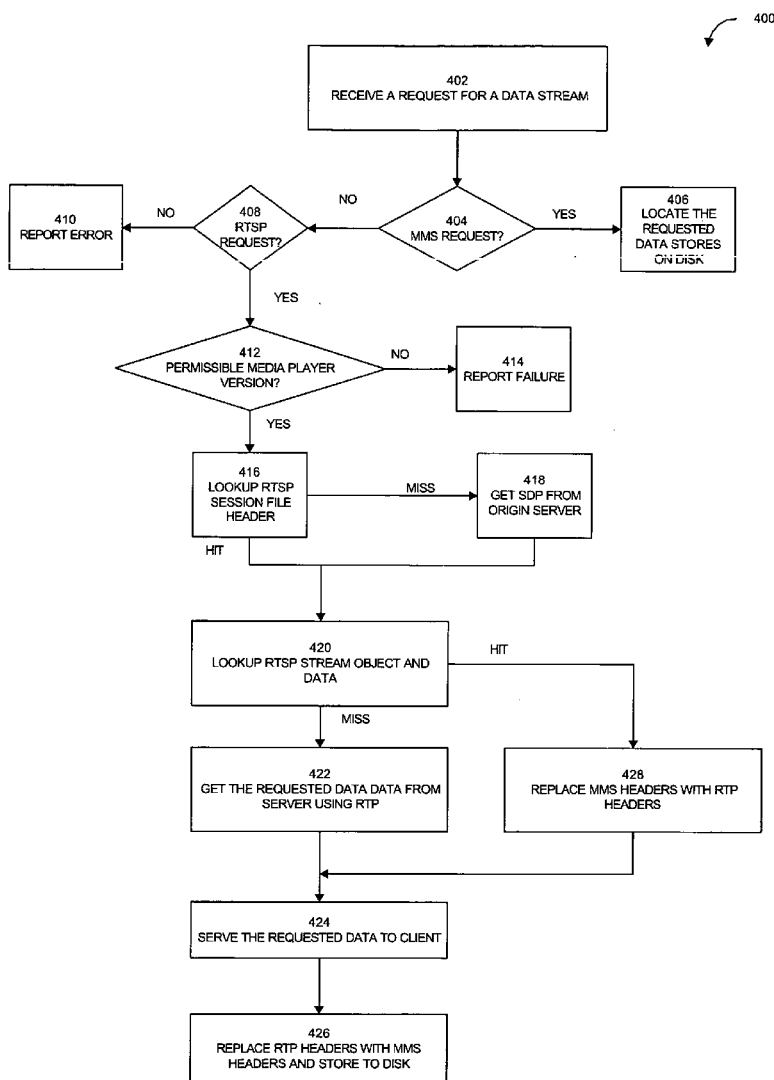 400
402
RECEIVE A REQUEST FOR A DATA STREAM
410
REPORT ERROR
NO
408
RTSP
REQUEST?
NO
404
MMS REQUEST?
YES
406
LOCATE THE
REQUESTED
DATA STORES
ON DISK
YES
412
PERMISSIBLE MEDIA PLAYER
VERSION?
NO
414
REPORT FAILURE
YES
416
LOOKUP RTSP
SESSION FILE
HEADER
MISS
418
GET SDP FROM
ORIGIN SERVER
HIT
420
LOOKUP RTSP STREAM OBJECT AND
DATA
HIT
MISS
422
GET THE REQUESTED DATA DATA FROM
SERVER USING RTP
428
REPLACE MMS HEADERS WITH RTP
HEADERS
424
SERVE THE REQUESTED DATA TO CLIENT
426
REPLACE RTP HEADERS WITH MMS
HEADERS AND STORE TO DISK